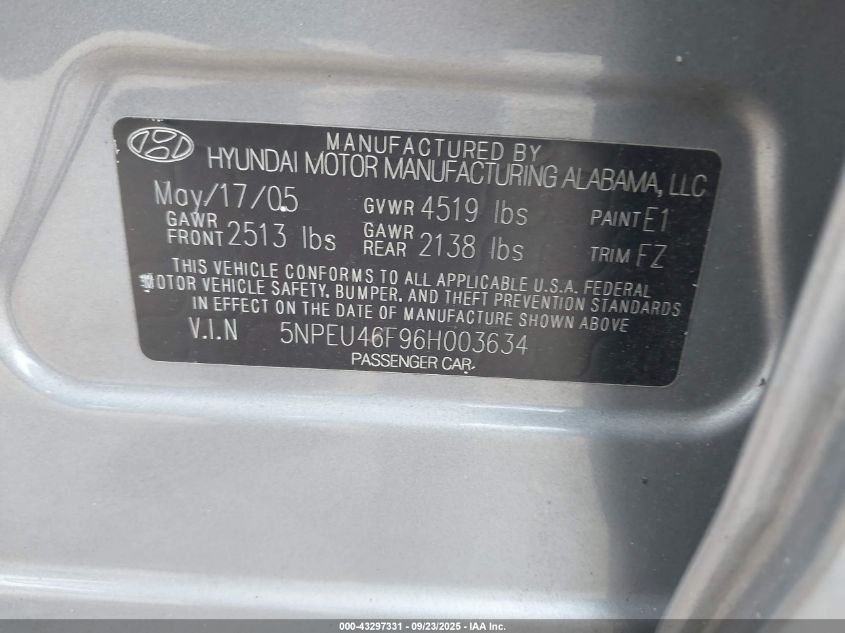 MANUFACTURED BY
HYUNDAI MOTOR MANUFACTURING ALABAMA, LLC
May/17/05 GVWR 4519 lbs PAINT E1
GAWR FRONT 2513 lbs GAWR REAR 2138 lbs TRIM FZ
THIS VEHICLE CONFORMS TO ALL APPLICABLE U.S.A. FEDERAL
MOTOR VEHICLE SAFETY, BUMPER, AND THEFT PREVENTION STANDARDS
IN EFFECT ON THE DATE OF MANUFACTURE SHOWN ABOVE
V.I.N 5NPEU46F96H003634
PASSENGER CAR
000-43297331 - 09/23/2025 - IAA Inc.